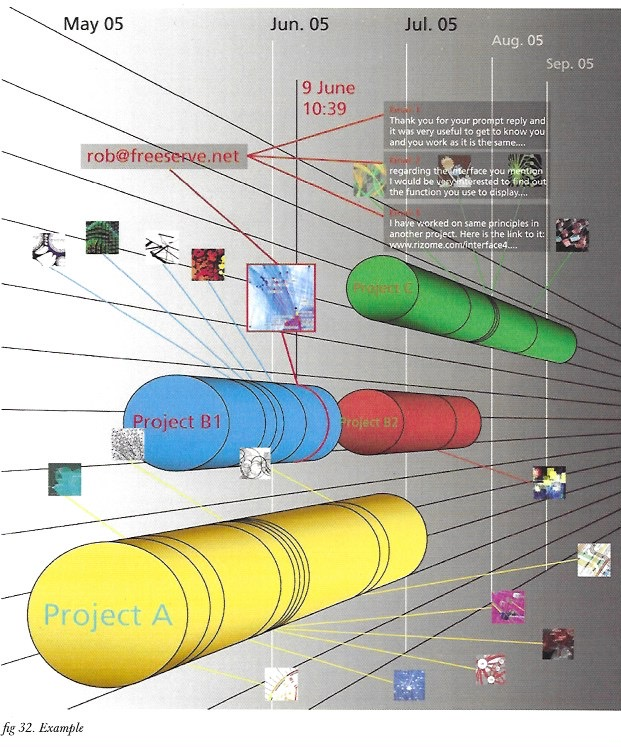 May 05
Jun. 05
Jul. 05
Aug. 05
Sep. 05
9 June
10:39
Thank you for your prompt reply and
it was very useful to get to know you
and you work as it is the same....
rob@freeserve.net
regarding the interface you mention
I would be very interested to find out
the function you use to display....
I have worked on same principles in
another project. Here is the link to it:
www.rizome.com/interface4....
Project C
Project B1
Project B2
Project A
fig 32. Example